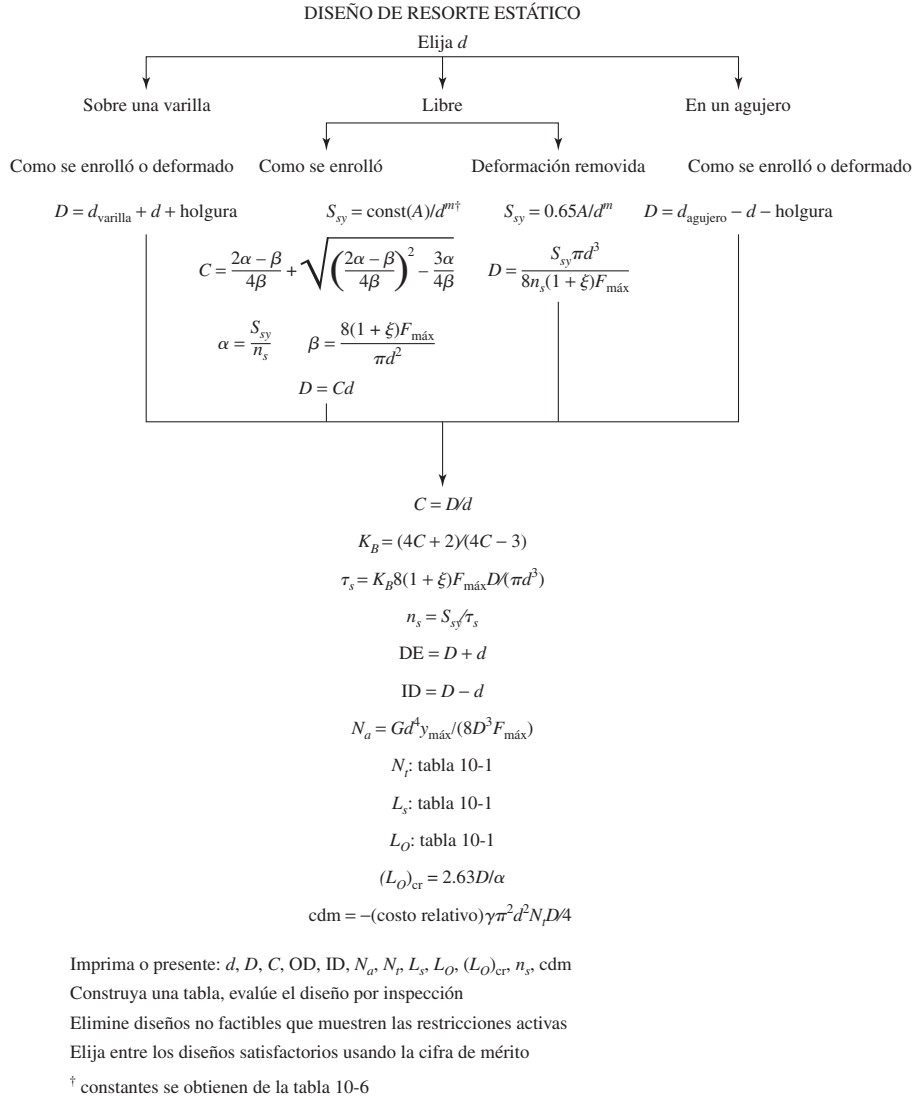 DISEÑO DE RESORTE ESTÁTICO
Elija d
Sobre una varilla Libre En un agujero
Como se enrolló o deformado Como se enrolló Deformación removida Como se enrolló o deformado
D = d_varilla + d + holgura S_sy = const(A)/d^m† S_sy = 0.65A/d^m D = d_agujero − d − holgura
C = (2α − β)/(4β) + √(((2α − β)/(4β))² − 3α/(4β)) D = S_sy πd³/(8n_s(1 + ξ)F_máx)
α = S_sy/n_s β = 8(1 + ξ)F_máx/(πd²)
D = Cd
C = D/d
K_B = (4C + 2)/(4C − 3)
τ_s = K_B8(1 + ξ)F_máxD/(πd³)
n_s = S_sy/τ_s
DE = D + d
ID = D − d
N_a = Gd⁴y_máx/(8D³F_máx)
N_t: tabla 10-1
L_s: tabla 10-1
L_O: tabla 10-1
(L_O)_cr = 2.63D/α
cdm = −(costo relativo)γπ²d²N_tD/4
Imprima o presente: d, D, C, OD, ID, N_a, N_t, L_s, L_O, (L_O)_cr, n_s, cdm
Construya una tabla, evalúe el diseño por inspección
Elimine diseños no factibles que muestren las restricciones activas
Elija entre los diseños satisfactorios usando la cifra de mérito
† constantes se obtienen de la tabla 10-6